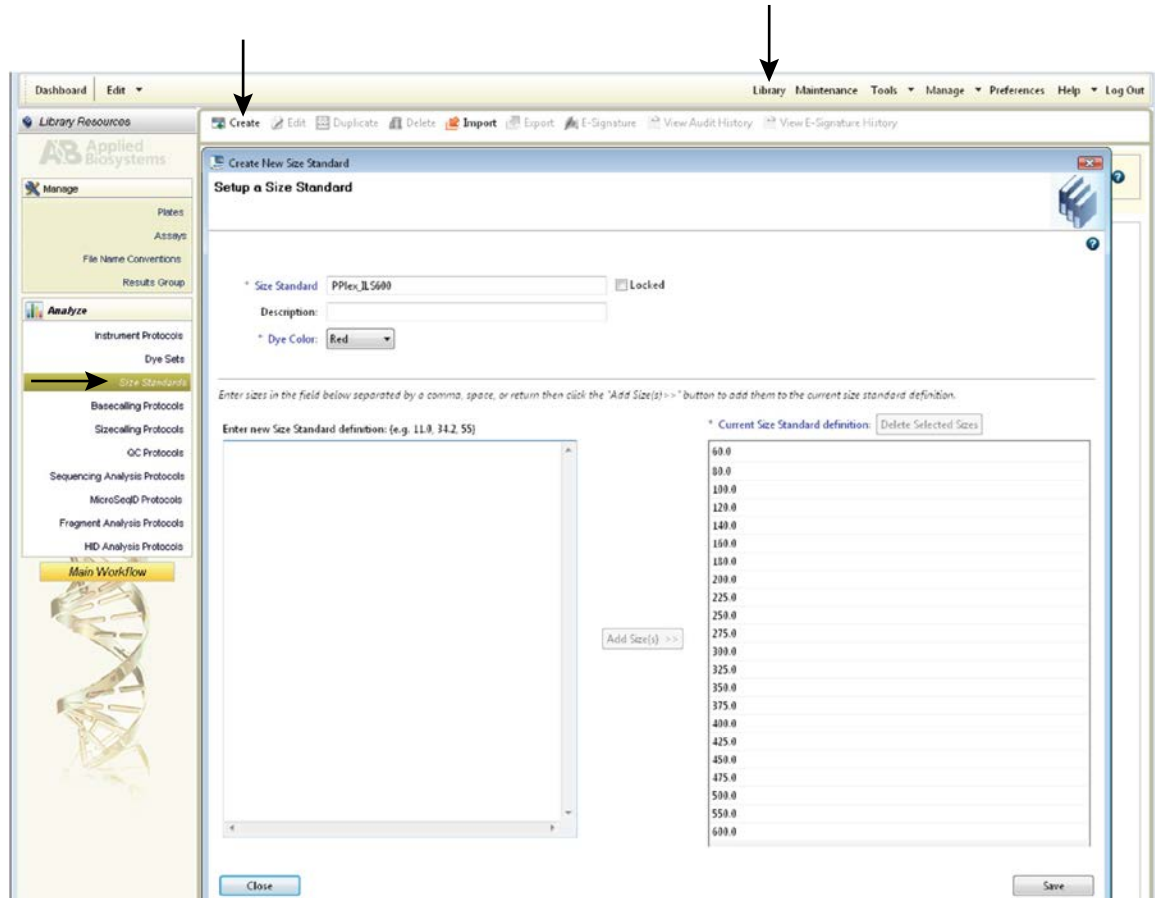 Dashboard Edit Library Maintenance Tools Manage Preferences Help Log Out
Library Resources
Create Edit Duplicate Delete Import Export E-Signature View Audit History View E-Signature History
AB Applied Biosystems
Manage
Plates
Assays
File Name Conventions
Results Group
Analyze
Instrument Protocols
Dye Sets
Size Standards
Basecalling Protocols
Sizecalling Protocols
QC Protocols
Sequencing Analysis Protocols
MicroSeqID Protocols
Fragment Analysis Protocols
HID Analysis Protocols
Main Workflow
Create New Size Standard
Setup a Size Standard
* Size Standard PPlex_ILS600 Locked
Description:
* Dye Color: Red
Enter sizes in the field below separated by a comma, space, or return then click the "Add Size(s)>>" button to add them to the current size standard definition.
Enter new Size Standard definition: (e.g. 11.0, 34.2, 55)
* Current Size Standard definition: Delete Selected Sizes
60.0
80.0
100.0
120.0
140.0
160.0
180.0
200.0
225.0
250.0
275.0
300.0
325.0
350.0
375.0
400.0
425.0
450.0
475.0
500.0
550.0
600.0
Add Size(s) >>
Close Save